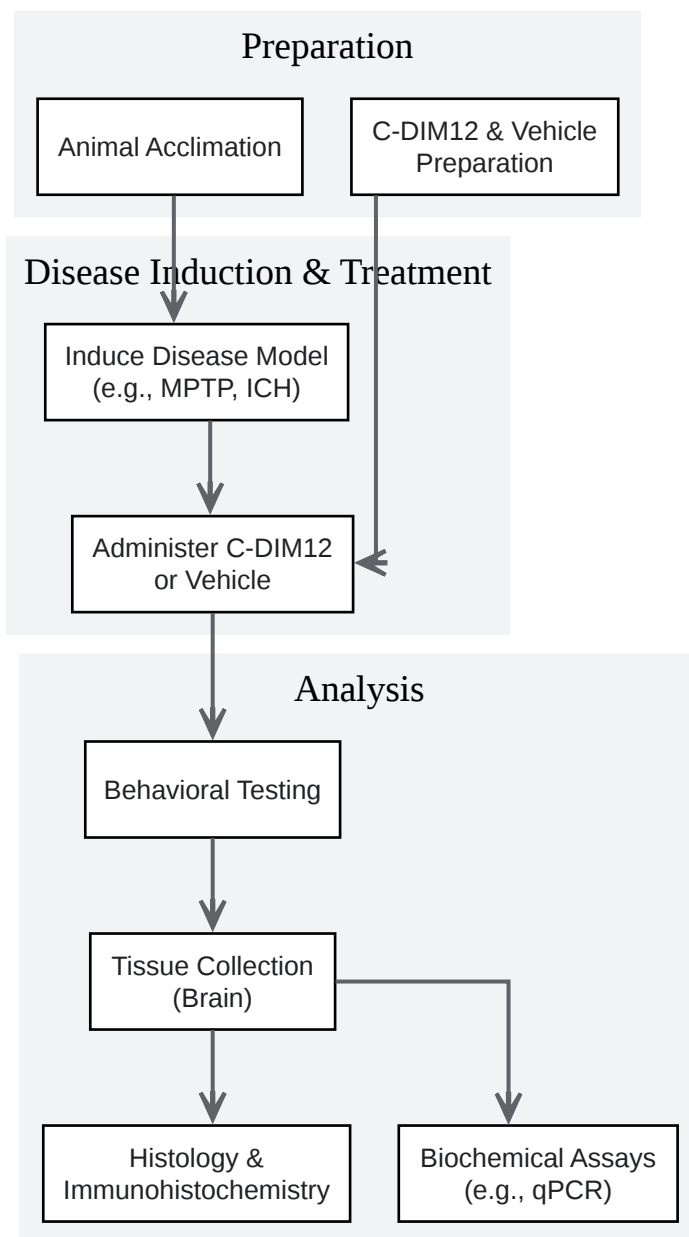 Preparation
Animal Acclimation
C-DIM12 & Vehicle
Preparation
Disease Induction & Treatment
Induce Disease Model
(e.g., MPTP, ICH)
Administer C-DIM12
or Vehicle
Analysis
Behavioral Testing
Tissue Collection
(Brain)
Histology &
Immunohistochemistry
Biochemical Assays
(e.g., qPCR)